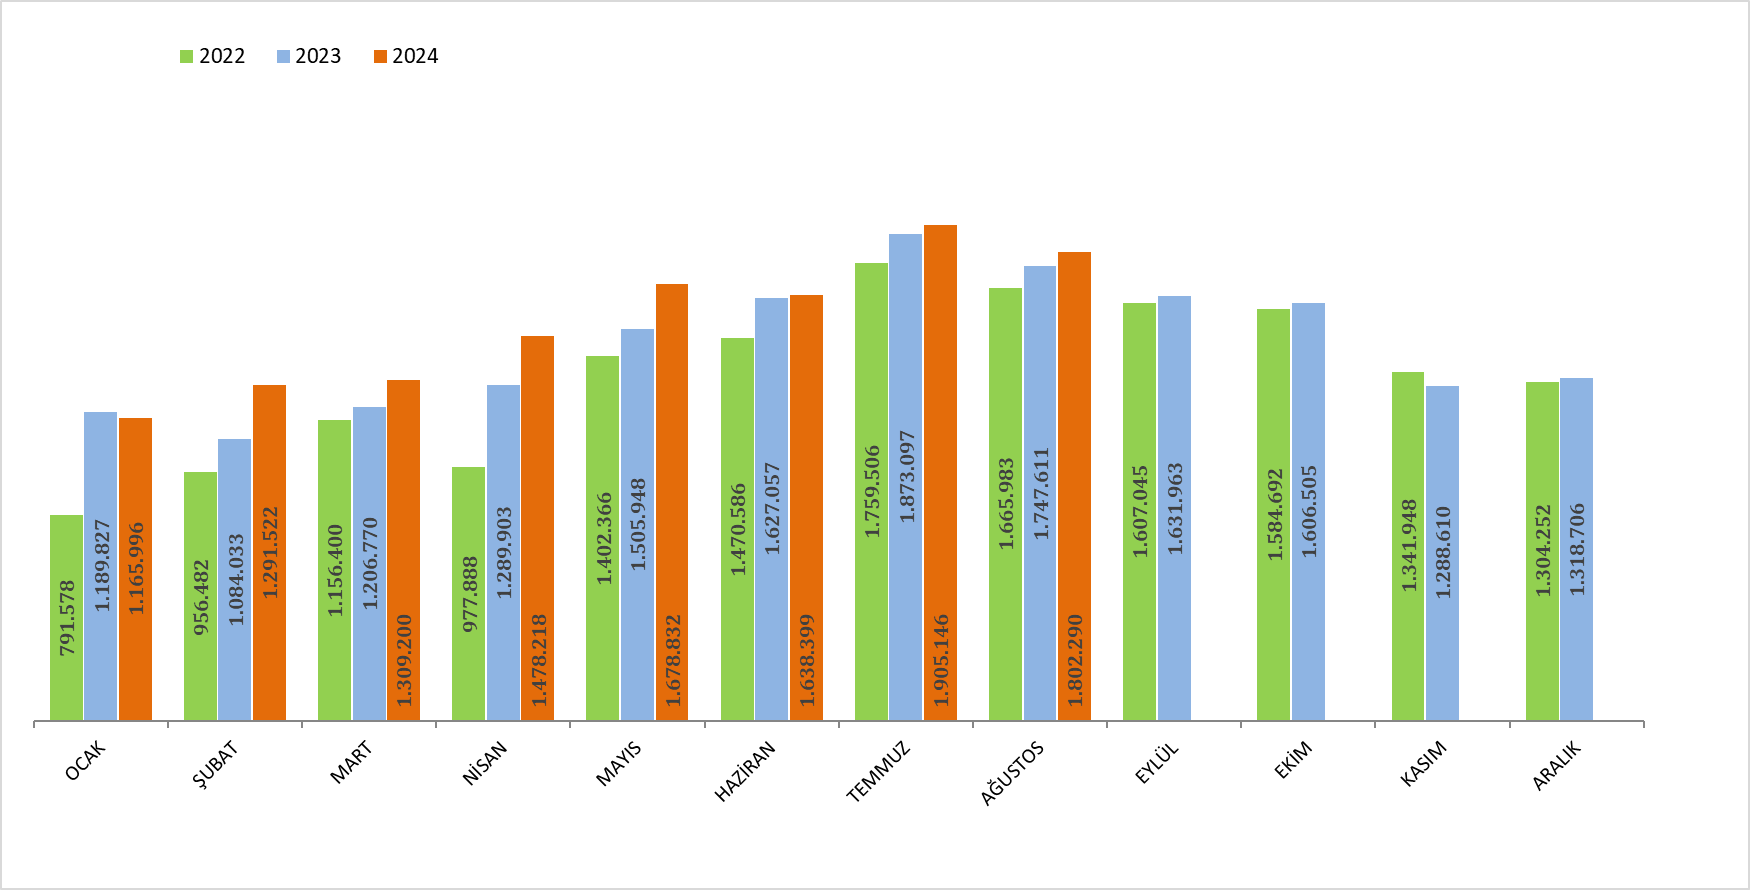 2022 2023 2024
791.578 1.189.827 1.165.996
956.482 1.084.033 1.291.522
1.156.400 1.206.770 1.309.200
977.888 1.289.903 1.478.218
1.402.366 1.505.948 1.678.832
1.470.586 1.627.057 1.638.399
1.759.506 1.873.097 1.905.146
1.665.983 1.747.611 1.802.290
1.607.045 1.631.963
1.584.692 1.606.505
1.341.948 1.288.610
1.304.252 1.318.706
OCAK ŞUBAT MART NİSAN MAYIS HAZİRAN TEMMUZ AĞUSTOS EYLÜL EKİM KASIM ARALIK